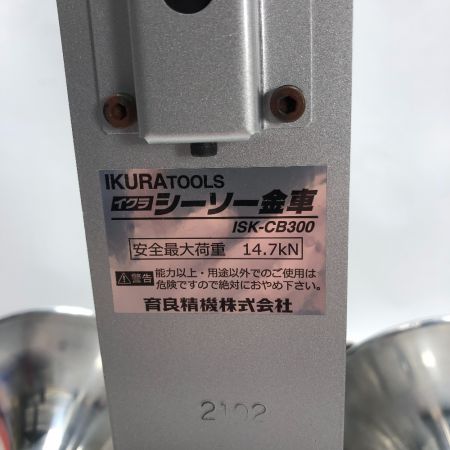 IKURATOOLS
イクラ シーソー金車
ISK-CB300
安全最大荷重 14.7kN
警告 能力以上・用途以外でのご使用は
危険ですので絶対におやめ下さい。
育良精機株式会社
2102